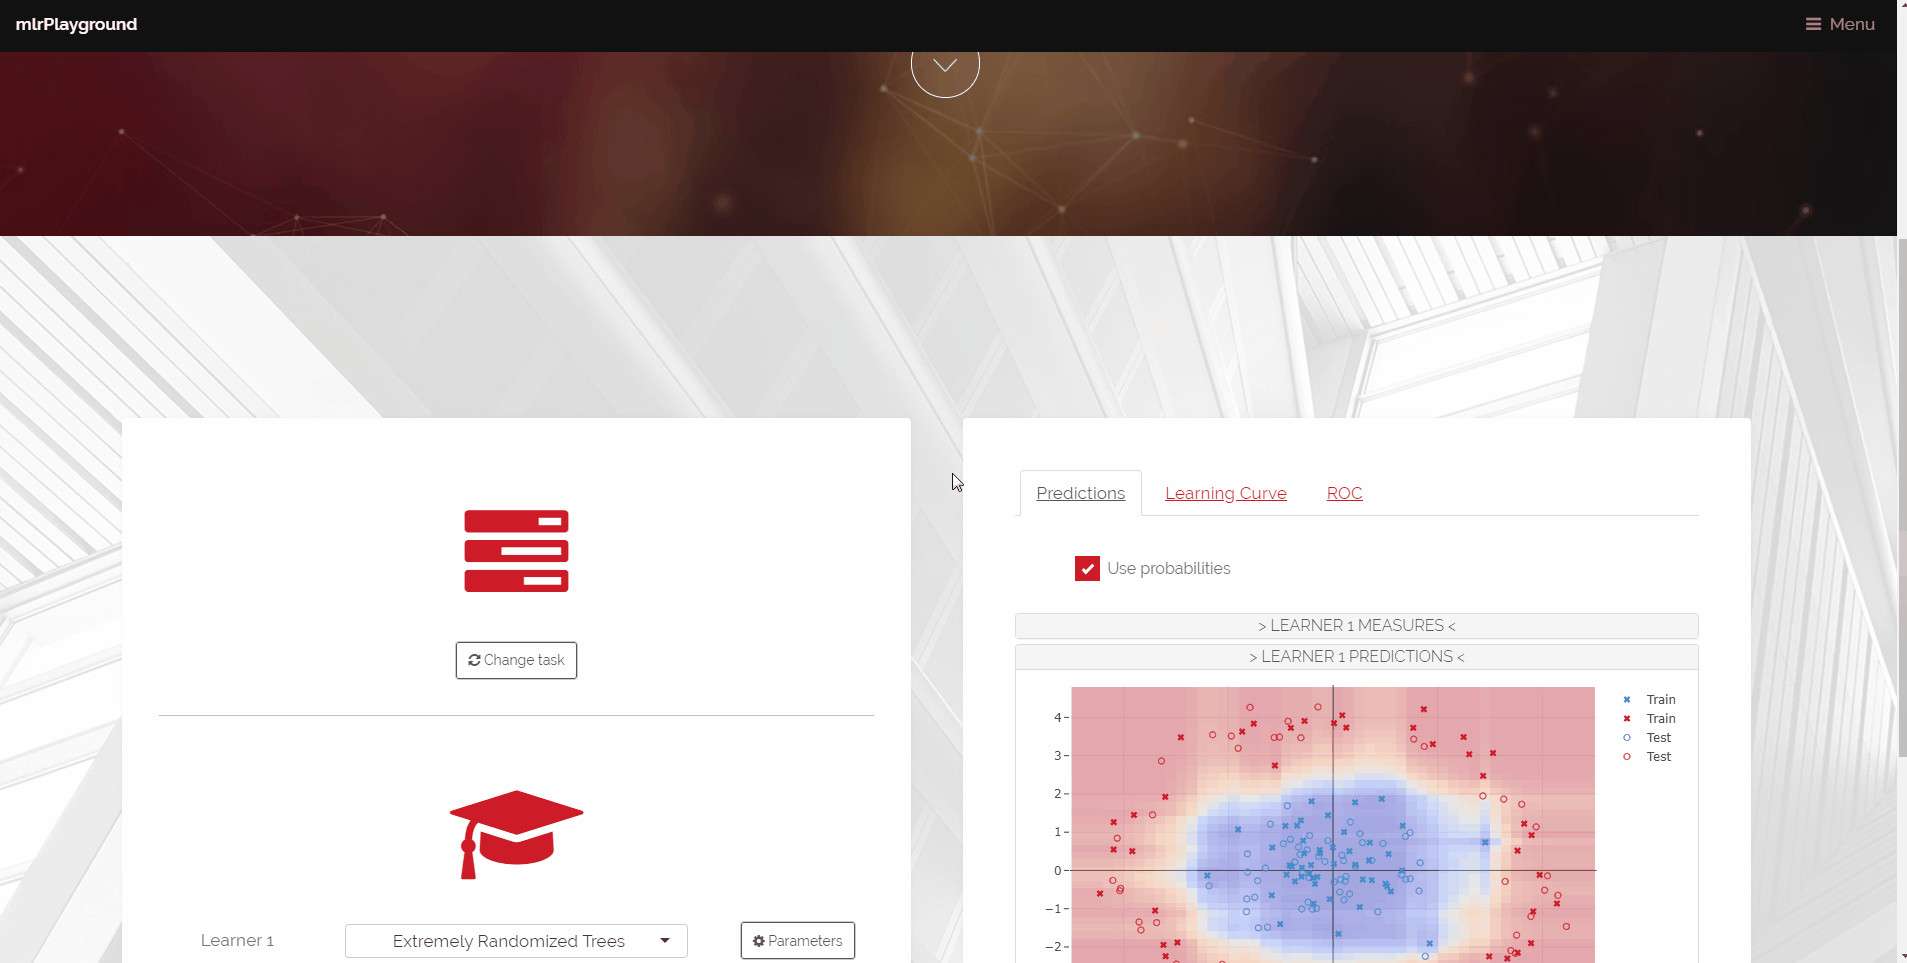 mlrPlayground
Menu
Change task
Learner 1
Extremely Randomized Trees
Parameters
Predictions
Learning Curve
ROC
Use probabilities
> LEARNER 1 MEASURES <
> LEARNER 1 PREDICTIONS <
4
3
2
1
0
−1
−2
Train
Train
Test
Test